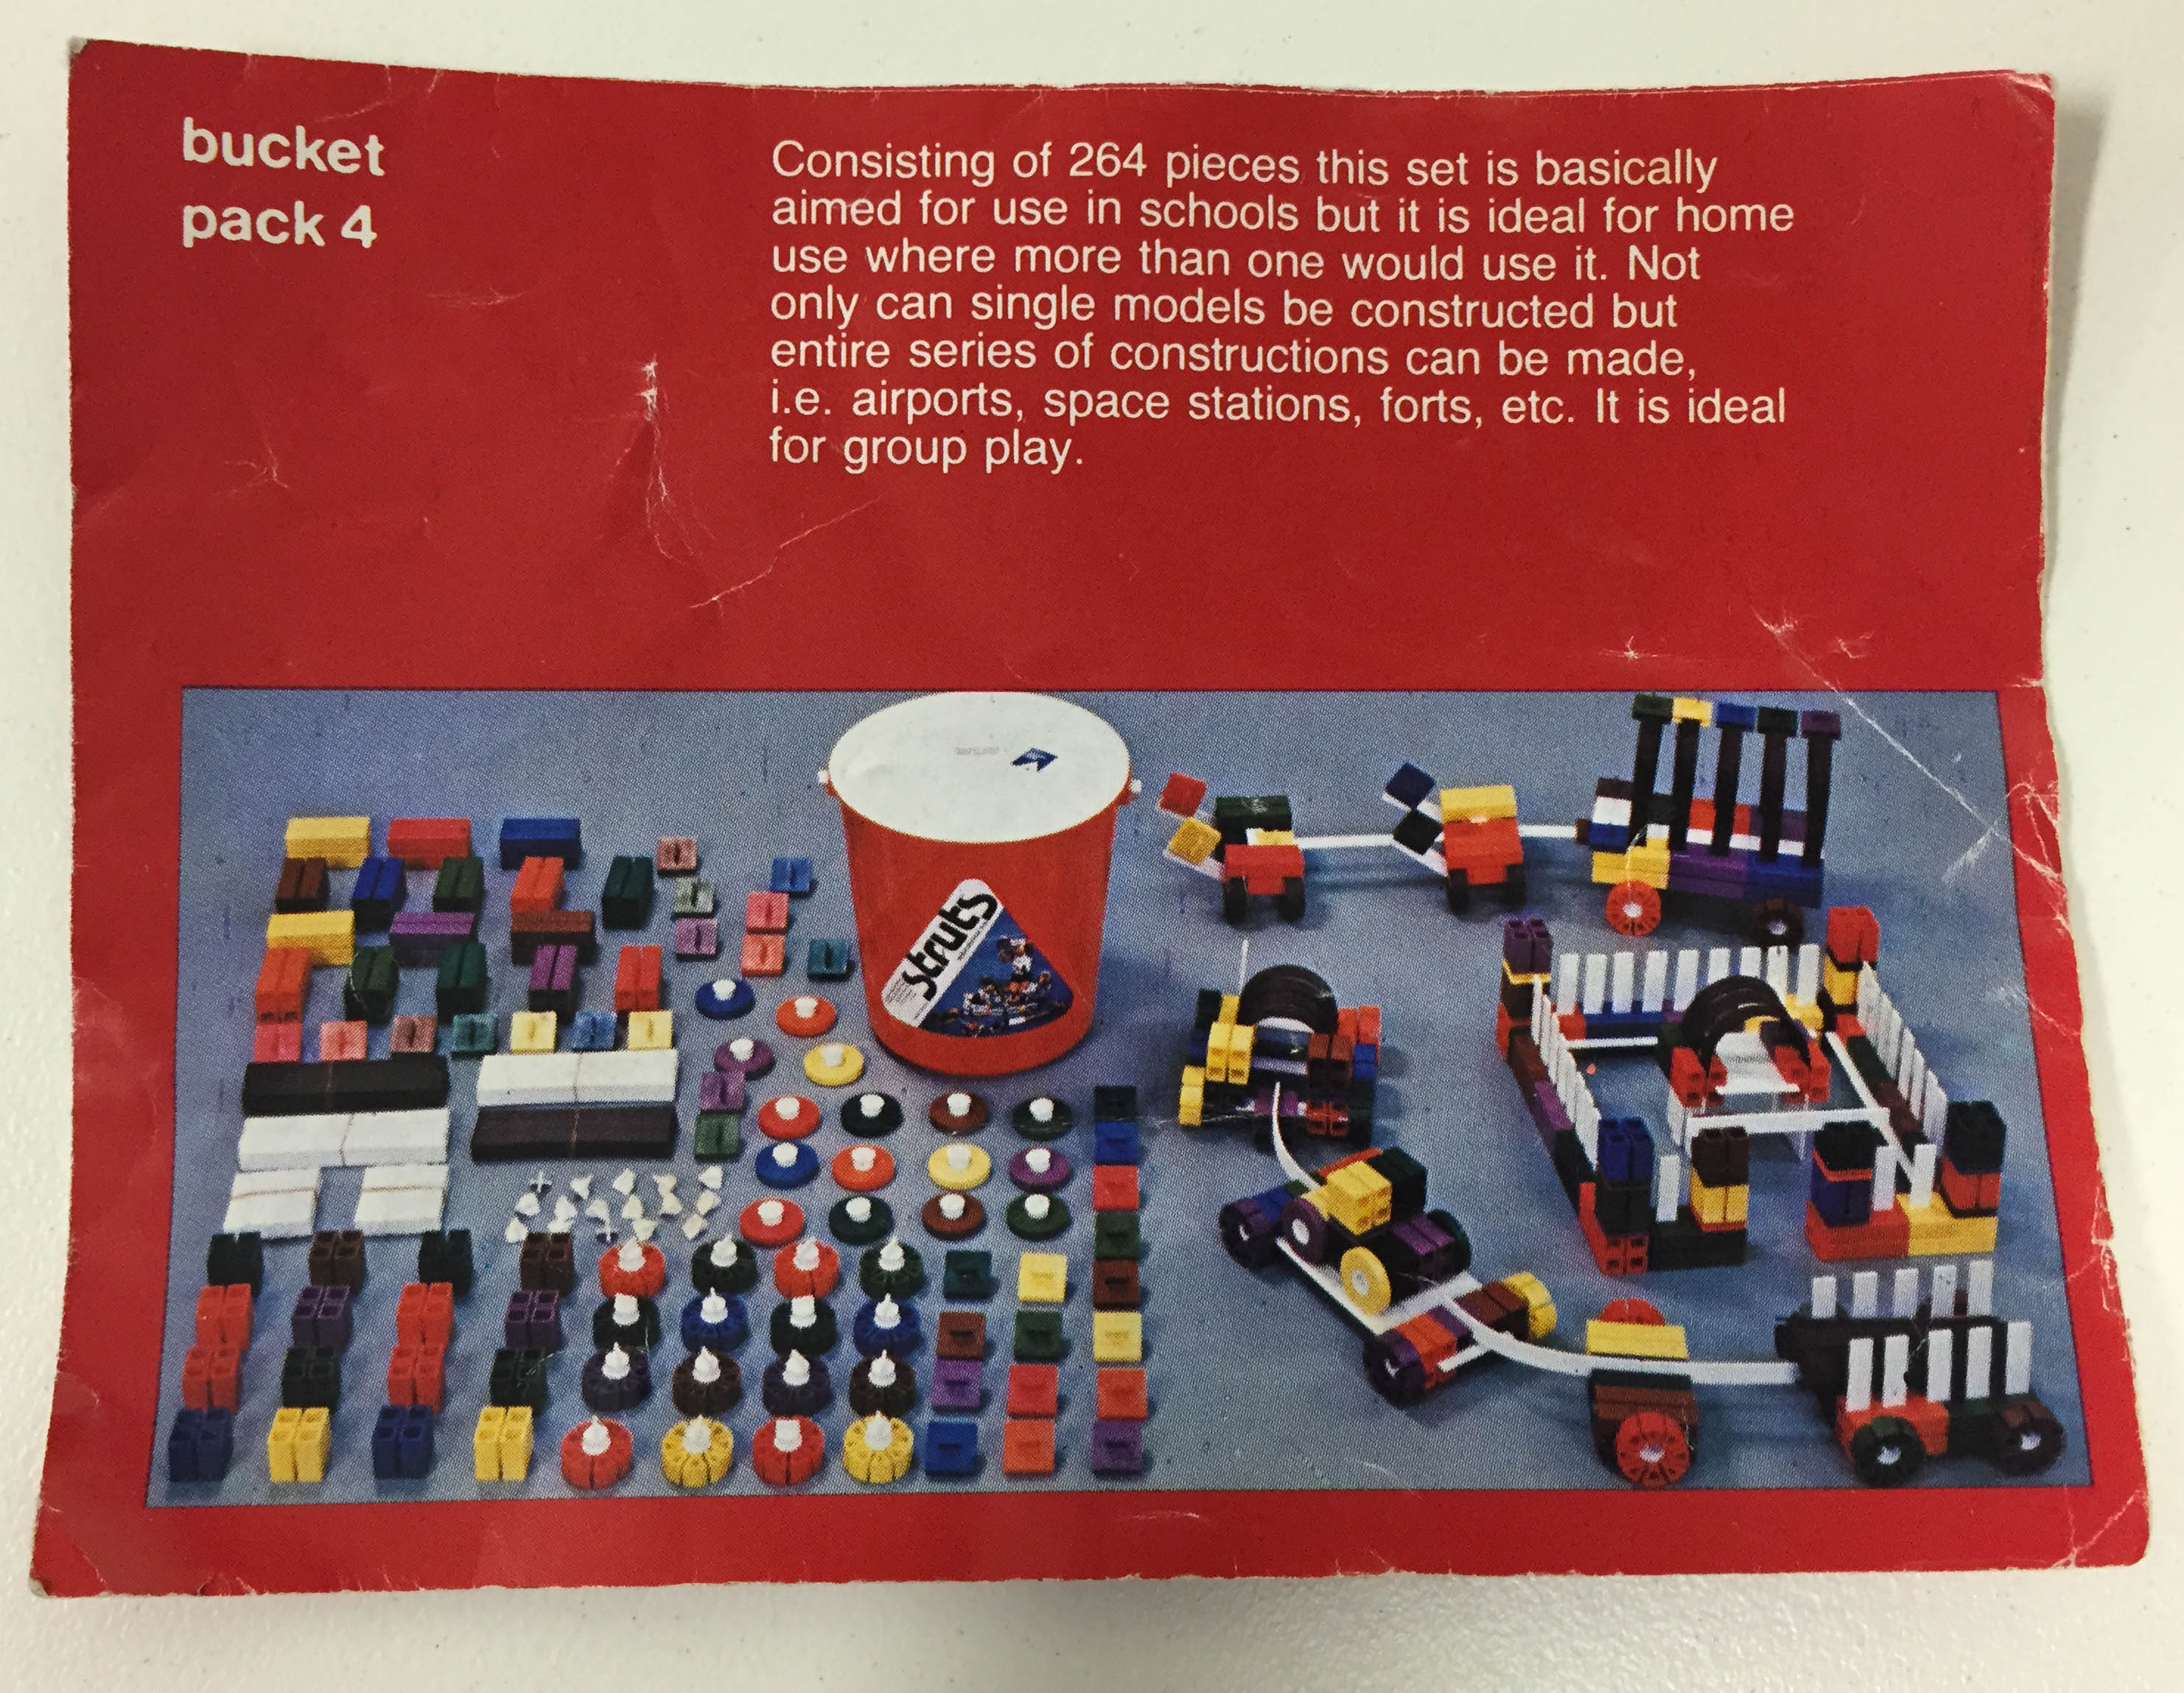 bucket
pack 4
Consisting of 264 pieces this set is basically
aimed for use in schools but it is ideal for home
use where more than one would use it. Not
only can single models be constructed but
entire series of constructions can be made,
i.e. airports, space stations, forts, etc. It is ideal
for group play.
struts